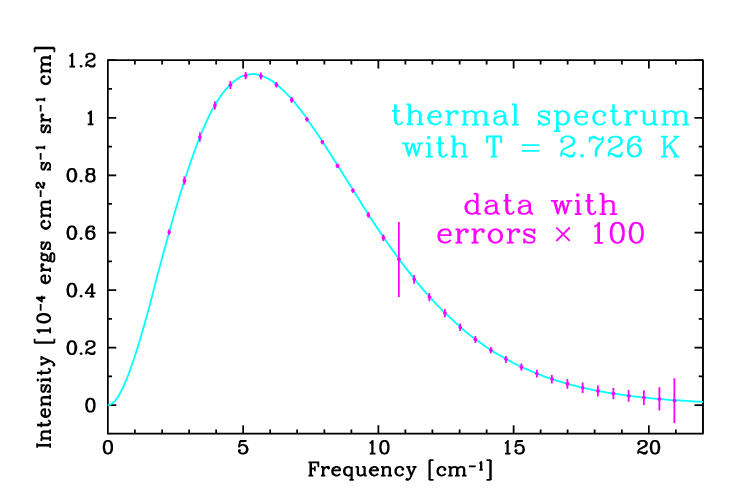 1.2
1
0.8
0.6
0.4
0.2
0
Intensity [10⁻⁴ ergs cm⁻² s⁻¹ sr⁻¹ cm]
thermal spectrum
with T = 2.726 K
data with
errors × 100
0 5 10 15 20
Frequency [cm⁻¹]